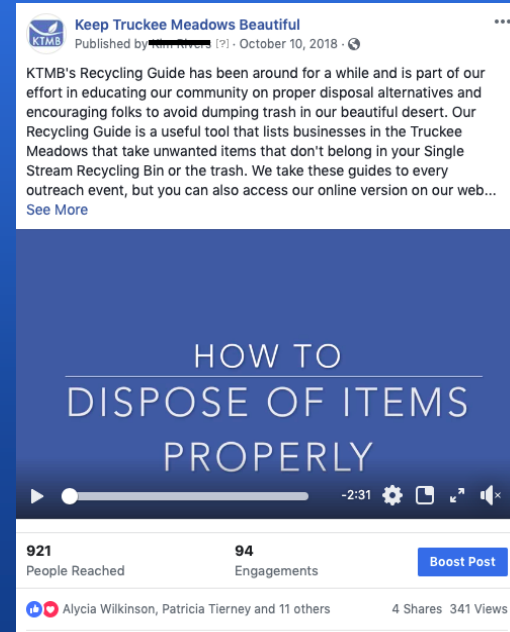 KTMB
Keep Truckee Meadows Beautiful
Published by [?] · October 10, 2018 ·
KTMB's Recycling Guide has been around for a while and is part of our
effort in educating our community on proper disposal alternatives and
encouraging folks to avoid dumping trash in our beautiful desert. Our
Recycling Guide is a useful tool that lists businesses in the Truckee
Meadows that take unwanted items that don't belong in your Single
Stream Recycling Bin or the trash. We take these guides to every
outreach event, but you can also access our online version on our web...
See More
HOW TO
DISPOSE OF ITEMS
PROPERLY
-2:31
921
People Reached
94
Engagements
Boost Post
Alycia Wilkinson, Patricia Tierney and 11 others
4 Shares 341 Views